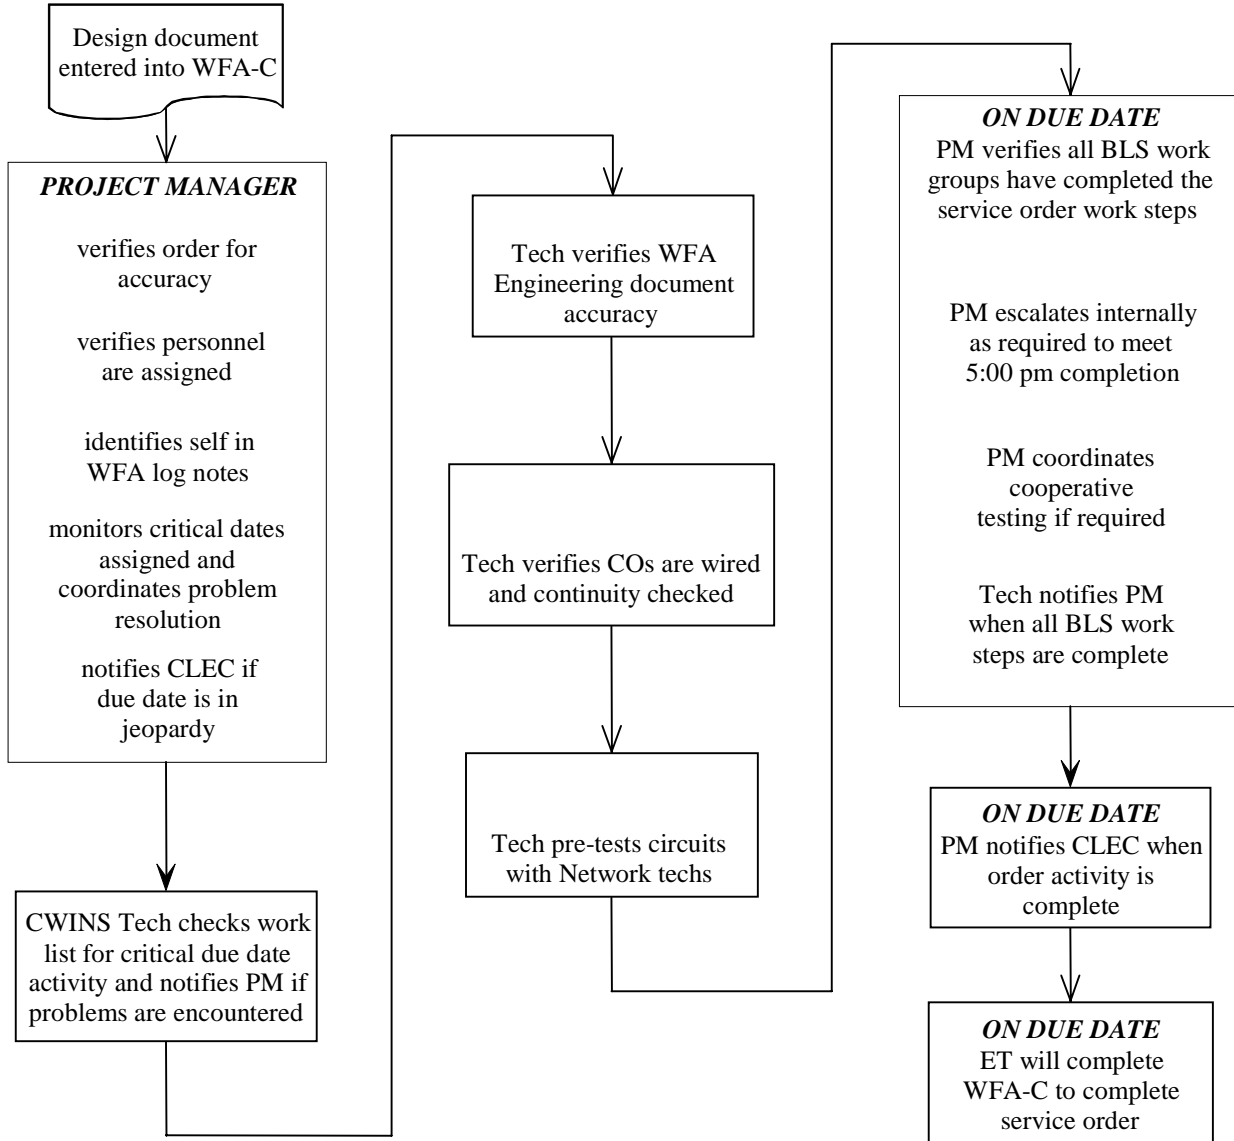 Design document
entered into WFA-C
PROJECT MANAGER
verifies order for
accuracy
verifies personnel
are assigned
identifies self in
WFA log notes
monitors critical dates
assigned and
coordinates problem
resolution
notifies CLEC if
due date is in
jeopardy
CWINS Tech checks work
list for critical due date
activity and notifies PM if
problems are encountered
Tech verifies WFA
Engineering document
accuracy
Tech verifies COs are wired
and continuity checked
Tech pre-tests circuits
with Network techs
ON DUE DATE
PM verifies all BLS work
groups have completed the
service order work steps
PM escalates internally
as required to meet
5:00 pm completion
PM coordinates
cooperative
testing if required
Tech notifies PM
when all BLS work
steps are complete
ON DUE DATE
PM notifies CLEC when
order activity is
complete
ON DUE DATE
ET will complete
WFA-C to complete
service order